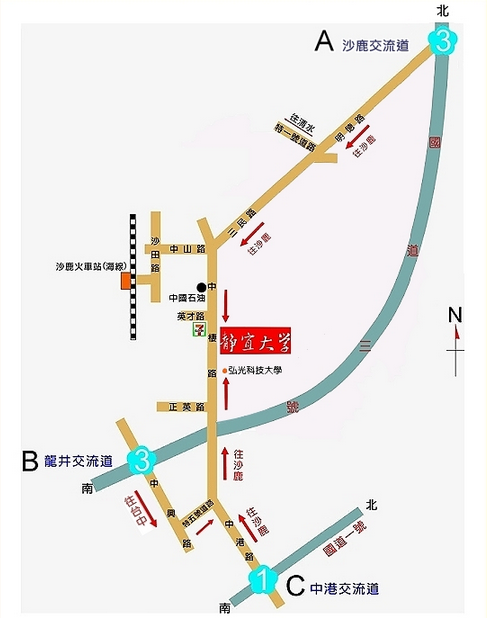 北
A 沙鹿交流道
3
往清水
特一號道路
明德路
往沙鹿
國
道
三
號
三民路
往沙鹿
沙田路
中山路
沙鹿火車站(海線)
中國石油
中棲路
英才路
7
靜宜大學
N
弘光科技大學
正英路
B 龍井交流道
3
南
往台中
中興路
特五號道路
往沙鹿
往沙鹿
中港路
北
國道一號
1
C 中港交流道
南